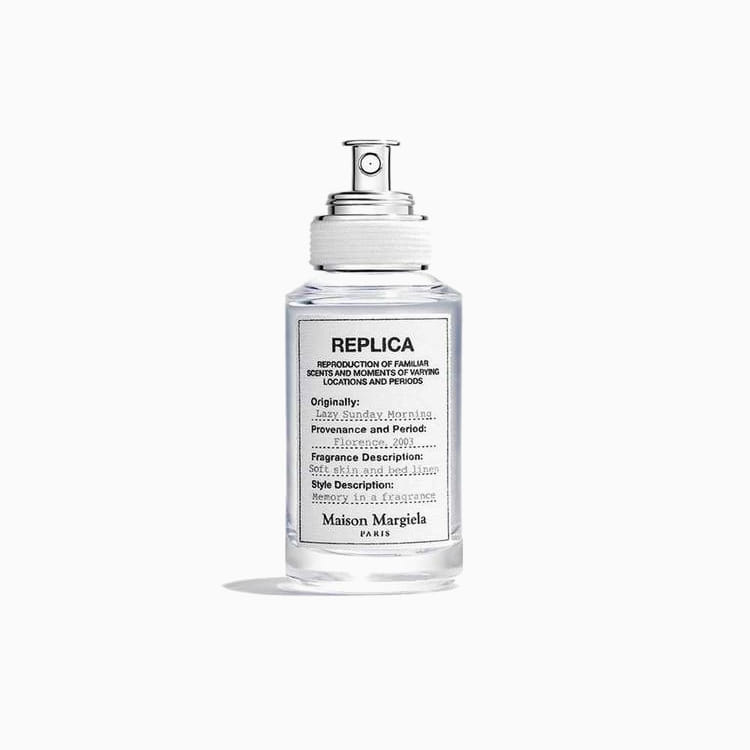 REPLICA
REPRODUCTION OF FAMILIAR
SCENTS AND MOMENTS OF VARYING
LOCATIONS AND PERIODS
Originally:
Lazy Sunday Morning
Provenance and Period:
Florence, 2003
Fragrance Description:
Soft skin and bed linen
Style Description:
Memory in a fragrance
Maison Margiela
PARIS